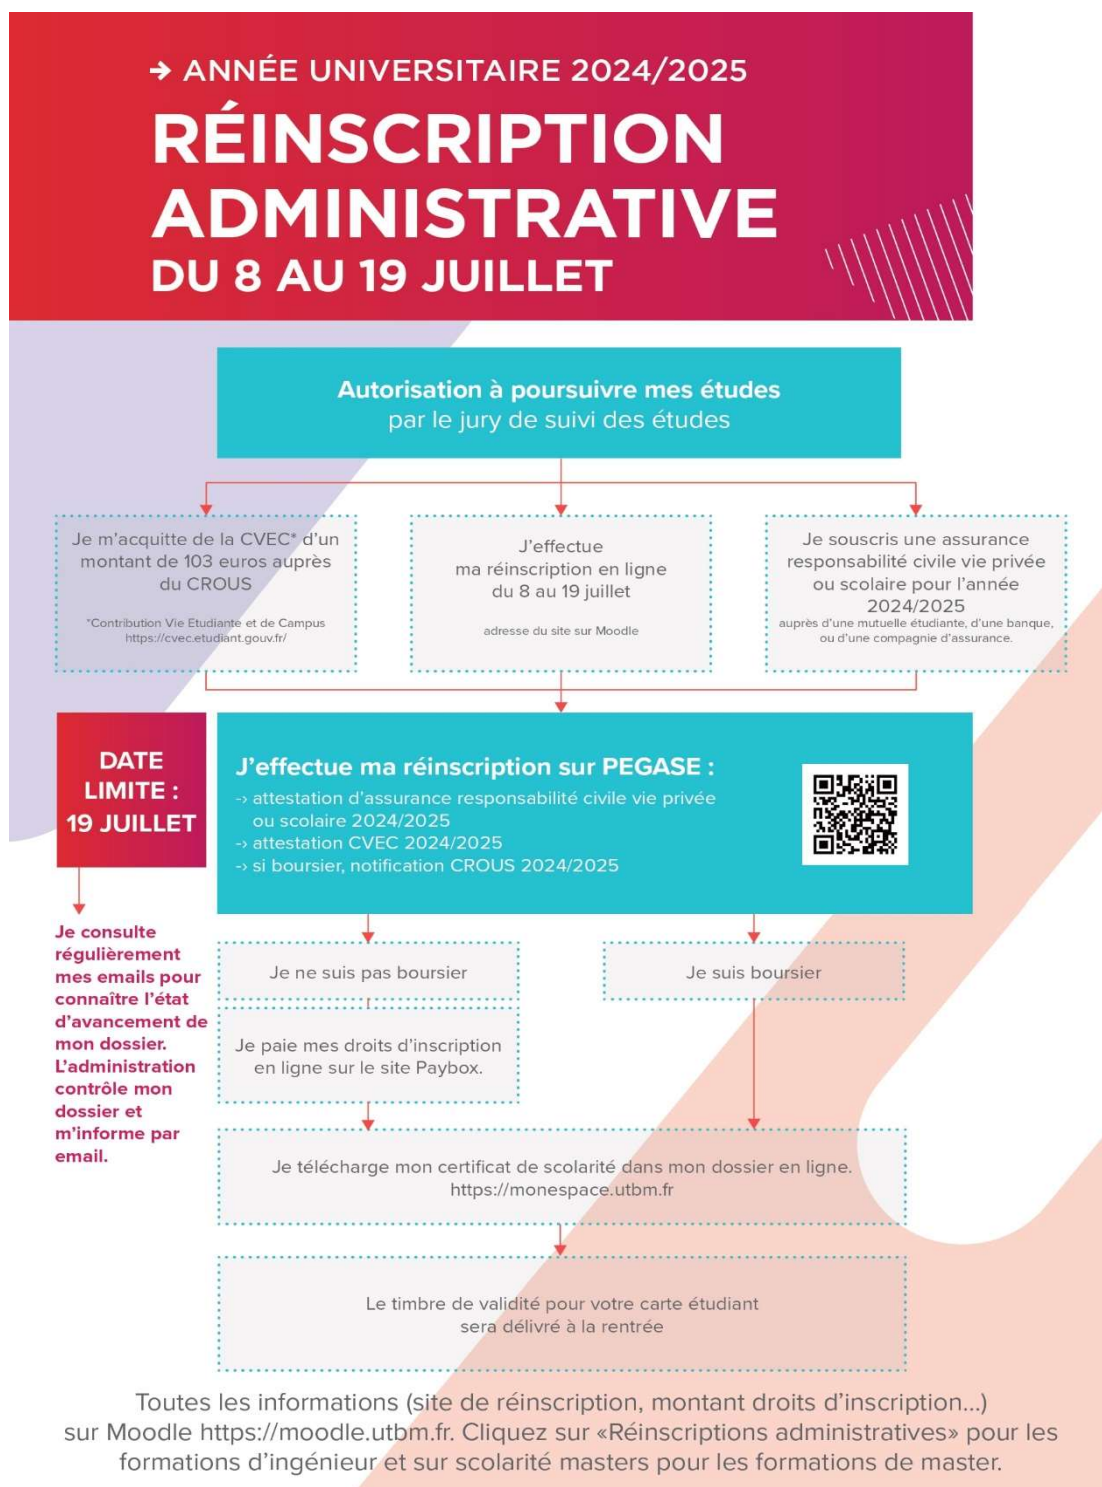 → ANNÉE UNIVERSITAIRE 2024/2025
RÉINSCRIPTION
ADMINISTRATIVE
DU 8 AU 19 JUILLET
Autorisation à poursuivre mes études
par le jury de suivi des études
Je m'acquitte de la CVEC* d'un
montant de 103 euros auprès
du CROUS
*Contribution Vie Etudiante et de Campus
https://cvec.etudiant.gouv.fr/
J'effectue
ma réinscription en ligne
du 8 au 19 juillet
adresse du site sur Moodle
Je souscris une assurance
responsabilité civile vie privée
ou scolaire pour l'année
2024/2025
auprès d'une mutuelle étudiante, d'une banque,
ou d'une compagnie d'assurance.
DATE
LIMITE :
19 JUILLET
Je consulte
régulièrement
mes emails pour
connaître l'état
d'avancement de
mon dossier.
L'administration
contrôle mon
dossier et
m'informe par
email.
J'effectue ma réinscription sur PEGASE :
-> attestation d'assurance responsabilité civile vie privée
ou scolaire 2024/2025
-> attestation CVEC 2024/2025
-> si boursier, notification CROUS 2024/2025
Je ne suis pas boursier
Je paie mes droits d'inscription
en ligne sur le site Paybox.
Je suis boursier
Je télécharge mon certificat de scolarité dans mon dossier en ligne.
https://monespace.utbm.fr
Le timbre de validité pour votre carte étudiant
sera délivré à la rentrée
Toutes les informations (site de réinscription, montant droits d'inscription...)
sur Moodle https://moodle.utbm.fr. Cliquez sur «Réinscriptions administratives» pour les
formations d'ingénieur et sur scolarité masters pour les formations de master.